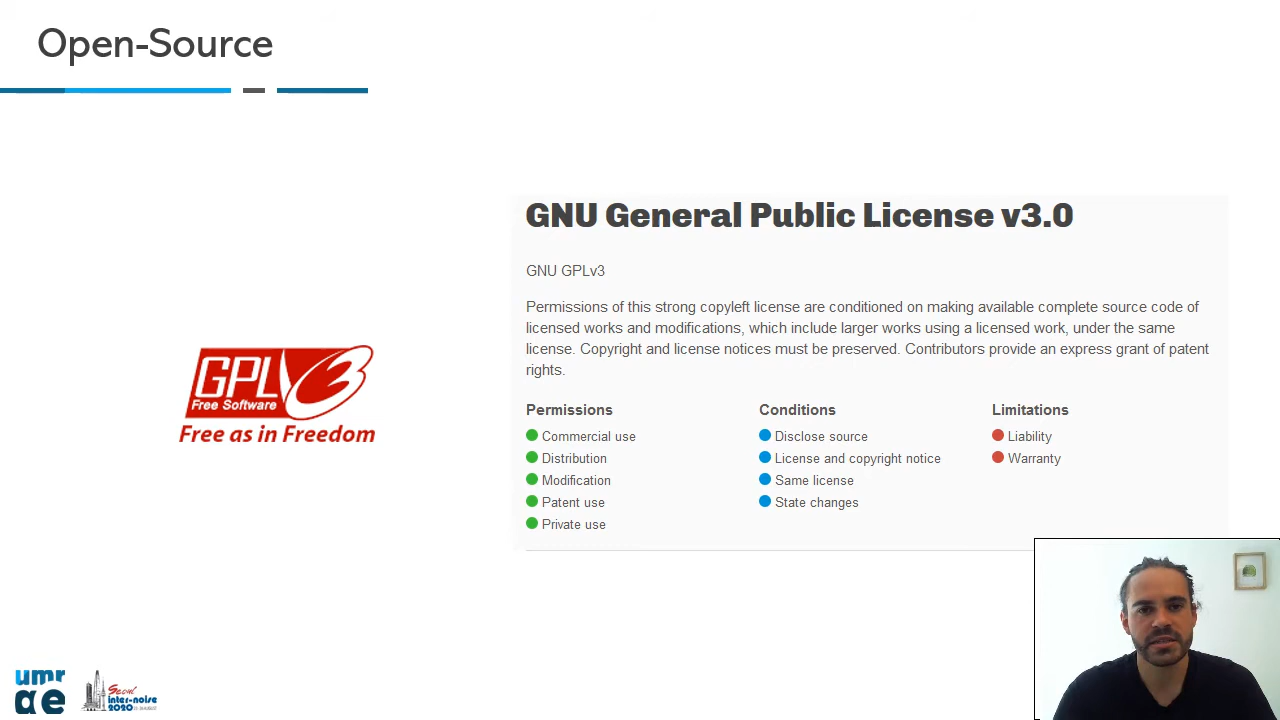 Open-Source
GNU General Public License v3.0
GNU GPLv3
Permissions of this strong copyleft license are conditioned on making available complete source code of
licensed works and modifications, which include larger works using a licensed work, under the same
license. Copyright and license notices must be preserved. Contributors provide an express grant of patent
rights.
GPLv3
Free Software
Free as in Freedom
Permissions
Commercial use
Distribution
Modification
Patent use
Private use
Conditions
Disclose source
License and copyright notice
Same license
State changes
Limitations
Liability
Warranty
umr
ae
Seoul
inter-noise
2020